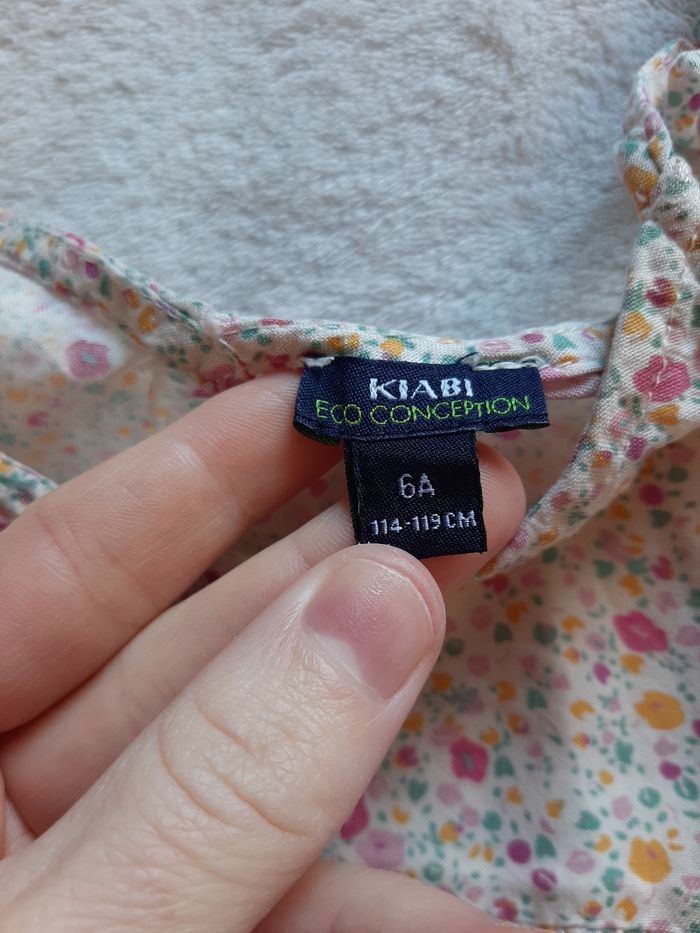 KIABI
ECO CONCEPTION
6A
114-119CM